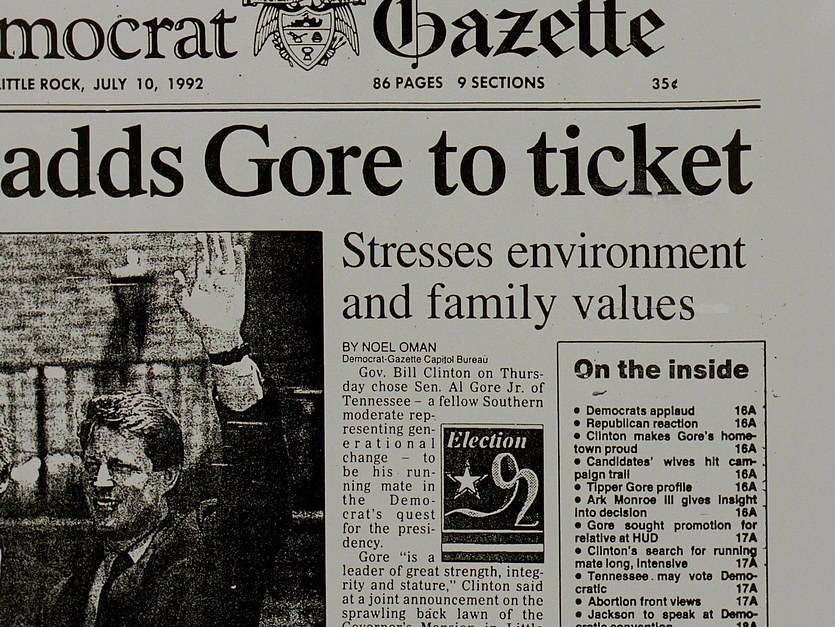 mocrat Gazette
LITTLE ROCK, JULY 10, 1992 86 PAGES 9 SECTIONS 35¢
adds Gore to ticket
Stresses environment
and family values
BY NOEL OMAN
Democrat-Gazette Capitol Bureau
Gov. Bill Clinton on Thurs-
day chose Sen. Al Gore Jr. of
Tennessee – a fellow Southern
moderate rep-
resenting gen-
erational
change – to
be his run-
ning mate in
the Demo-
crat's quest
for the presi-
dency.
Gore "is a
leader of great strength, integ-
rity and stature," Clinton said
at a joint announcement on the
sprawling back lawn of the
Governor's Mansion in Little
Election
92
On the inside
• Democrats applaud 16A
• Republican reaction 16A
• Clinton makes Gore's home-
town proud 16A
• Candidates' wives hit cam-
paign trail 16A
• Tipper Gore profile 16A
• Ark Monroe III gives insight
into decision 16A
• Gore sought promotion for
relative at HUD 17A
• Clinton's search for running
mate long, intensive 17A
• Tennessee may vote Demo-
cratic 17A
• Abortion front views 17A
• Jackson to speak at Demo-
cratic convention 18A